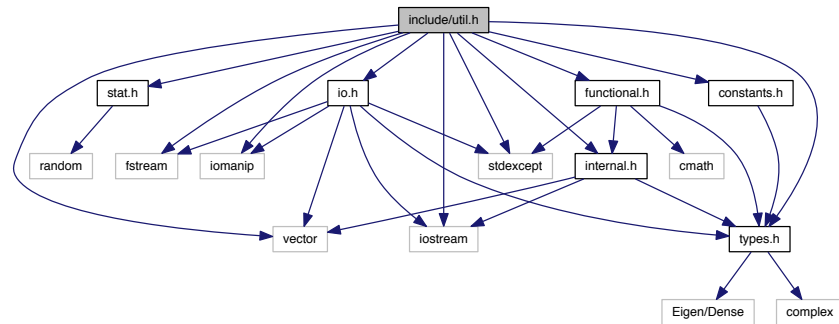 include/util.h
stat.h
io.h
functional.h
constants.h
random
fstream
iomanip
stdexcept
internal.h
cmath
vector
iostream
types.h
Eigen/Dense
complex